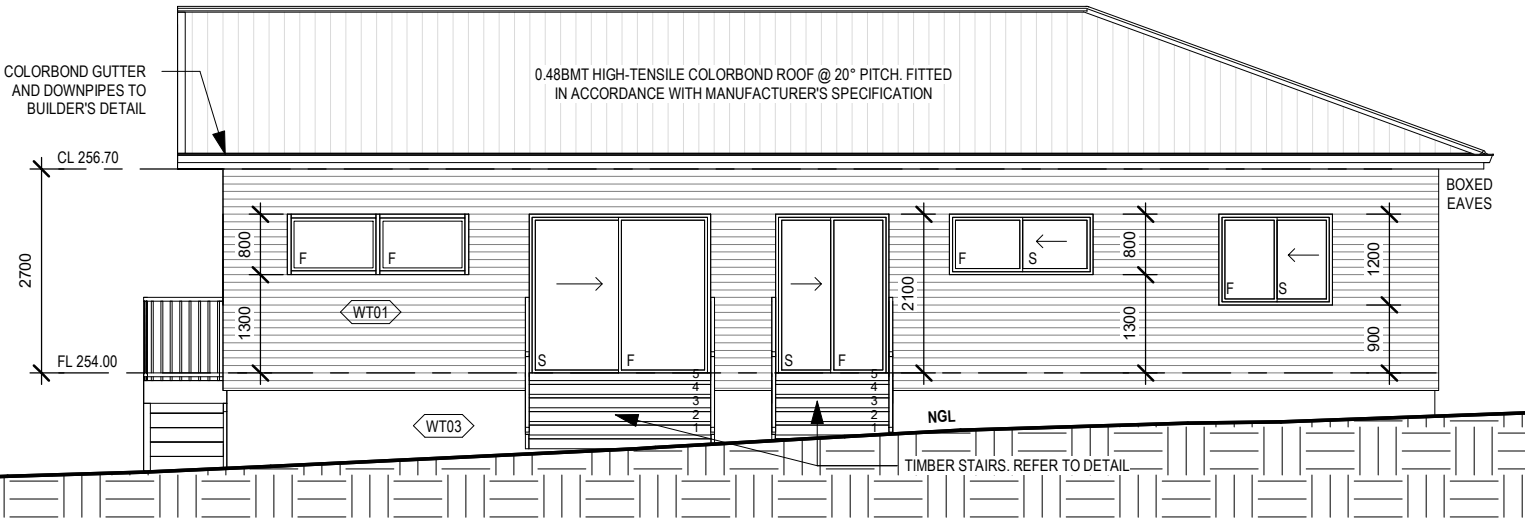 COLORBOND GUTTER
AND DOWNPIPES TO
BUILDER'S DETAIL
0.48BMT HIGH-TENSILE COLORBOND ROOF @ 20° PITCH. FITTED
IN ACCORDANCE WITH MANUFACTURER'S SPECIFICATION
CL 256.70
BOXED
EAVES
2700
800
1300
F
F
WT01
S
F
S
F
2100
F
S
800
1300
F
S
1200
900
FL 254.00
5
4
3
2
1
5
4
3
2
1
WT03
NGL
TIMBER STAIRS. REFER TO DETAIL